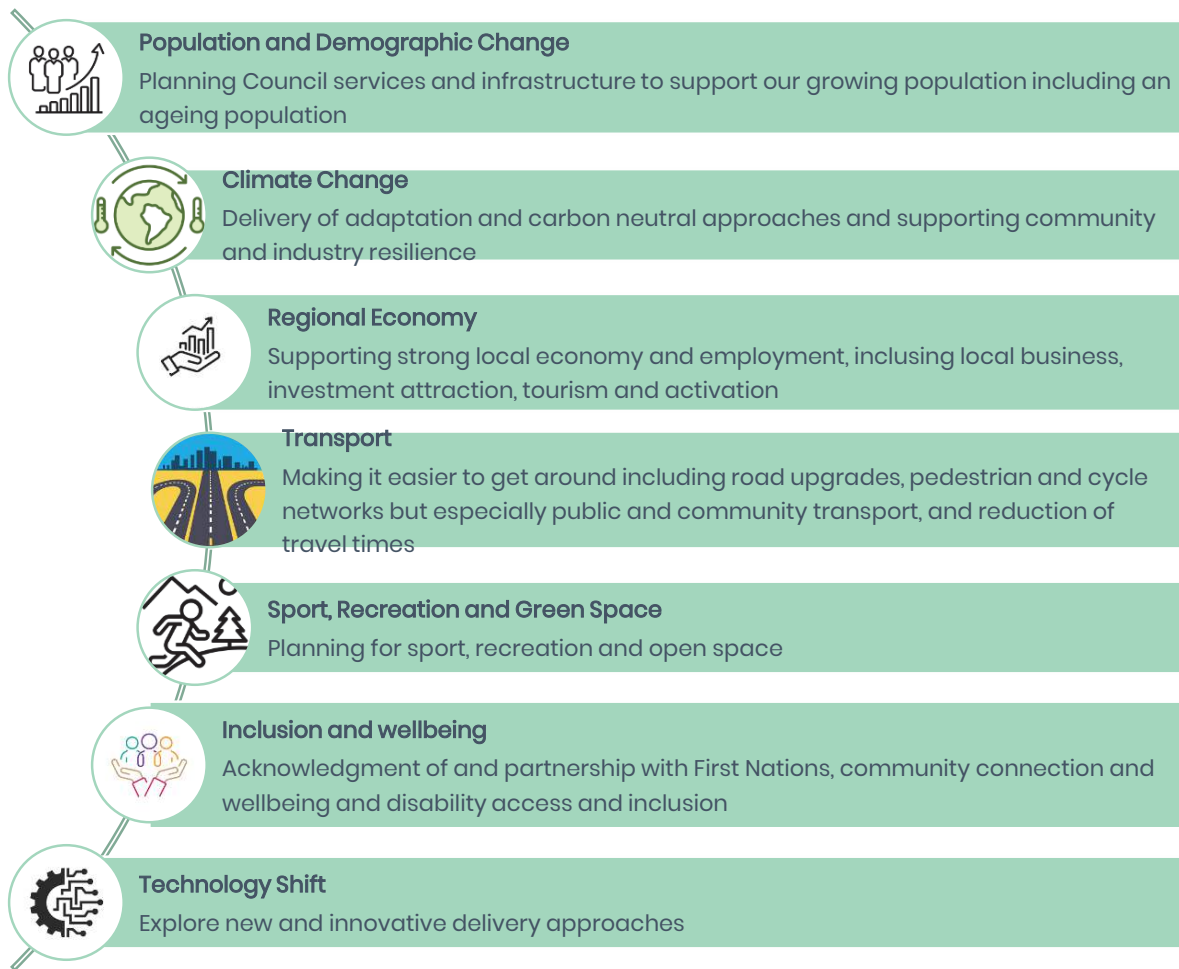 Population and Demographic Change
Planning Council services and infrastructure to support our growing population including an
ageing population
Climate Change
Delivery of adaptation and carbon neutral approaches and supporting community
and industry resilience
Regional Economy
Supporting strong local economy and employment, inclusing local business,
investment attraction, tourism and activation
Transport
Making it easier to get around including road upgrades, pedestrian and cycle
networks but especially public and community transport, and reduction of
travel times
Sport, Recreation and Green Space
Planning for sport, recreation and open space
Inclusion and wellbeing
Acknowledgment of and partnership with First Nations, community connection and
wellbeing and disability access and inclusion
Technology Shift
Explore new and innovative delivery approaches